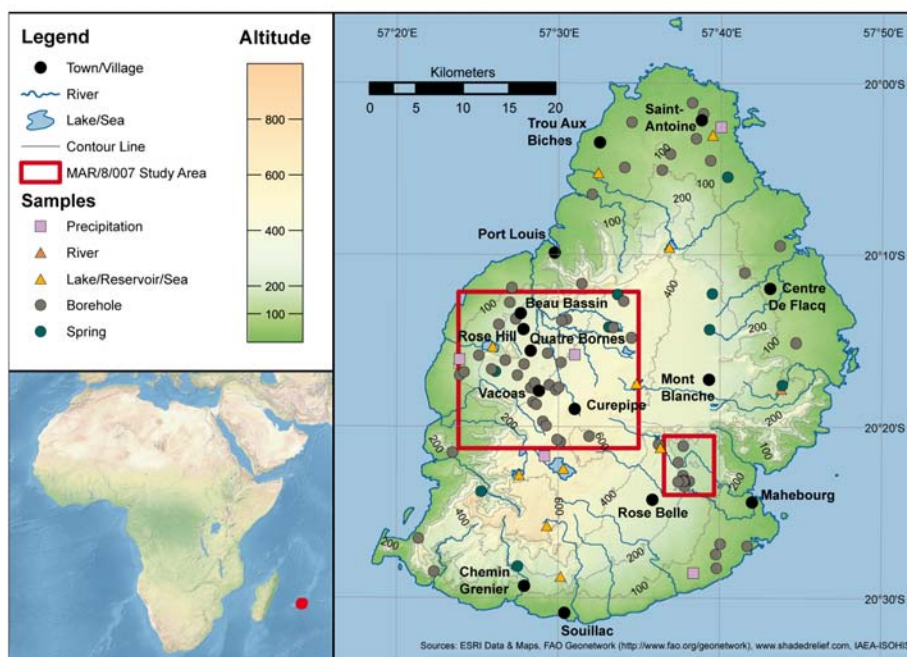 Legend
Town/Village
River
Lake/Sea
Contour Line
MAR/8/007 Study Area
Samples
Precipitation
River
Lake/Reservoir/Sea
Borehole
Spring
Altitude
800
600
400
200
100
57°20'E
57°30'E
57°40'E
57°50'E
Kilometers
0 5 10 15 20
20°00'S
20°10'S
20°20'S
20°30'S
Saint-
Antoine
Trou Aux
Biches
100
100
200
100
Port Louis
400
Centre
De Flacq
200
100
100
Beau Bassin
Rose Hill
Quatre Bornes
Vacoas
Curepipe
Mont
Blanche
200
200
100
200
600
200
Mahebourg
Rose Belle
400
600
400
200
200
100
Chemin
Grenier
Souillac
Sources: ESRI Data & Maps, FAO Geonetwork (http://www.fao.org/geonetwork), www.shadedrelief.com, IAEA-ISOHIS